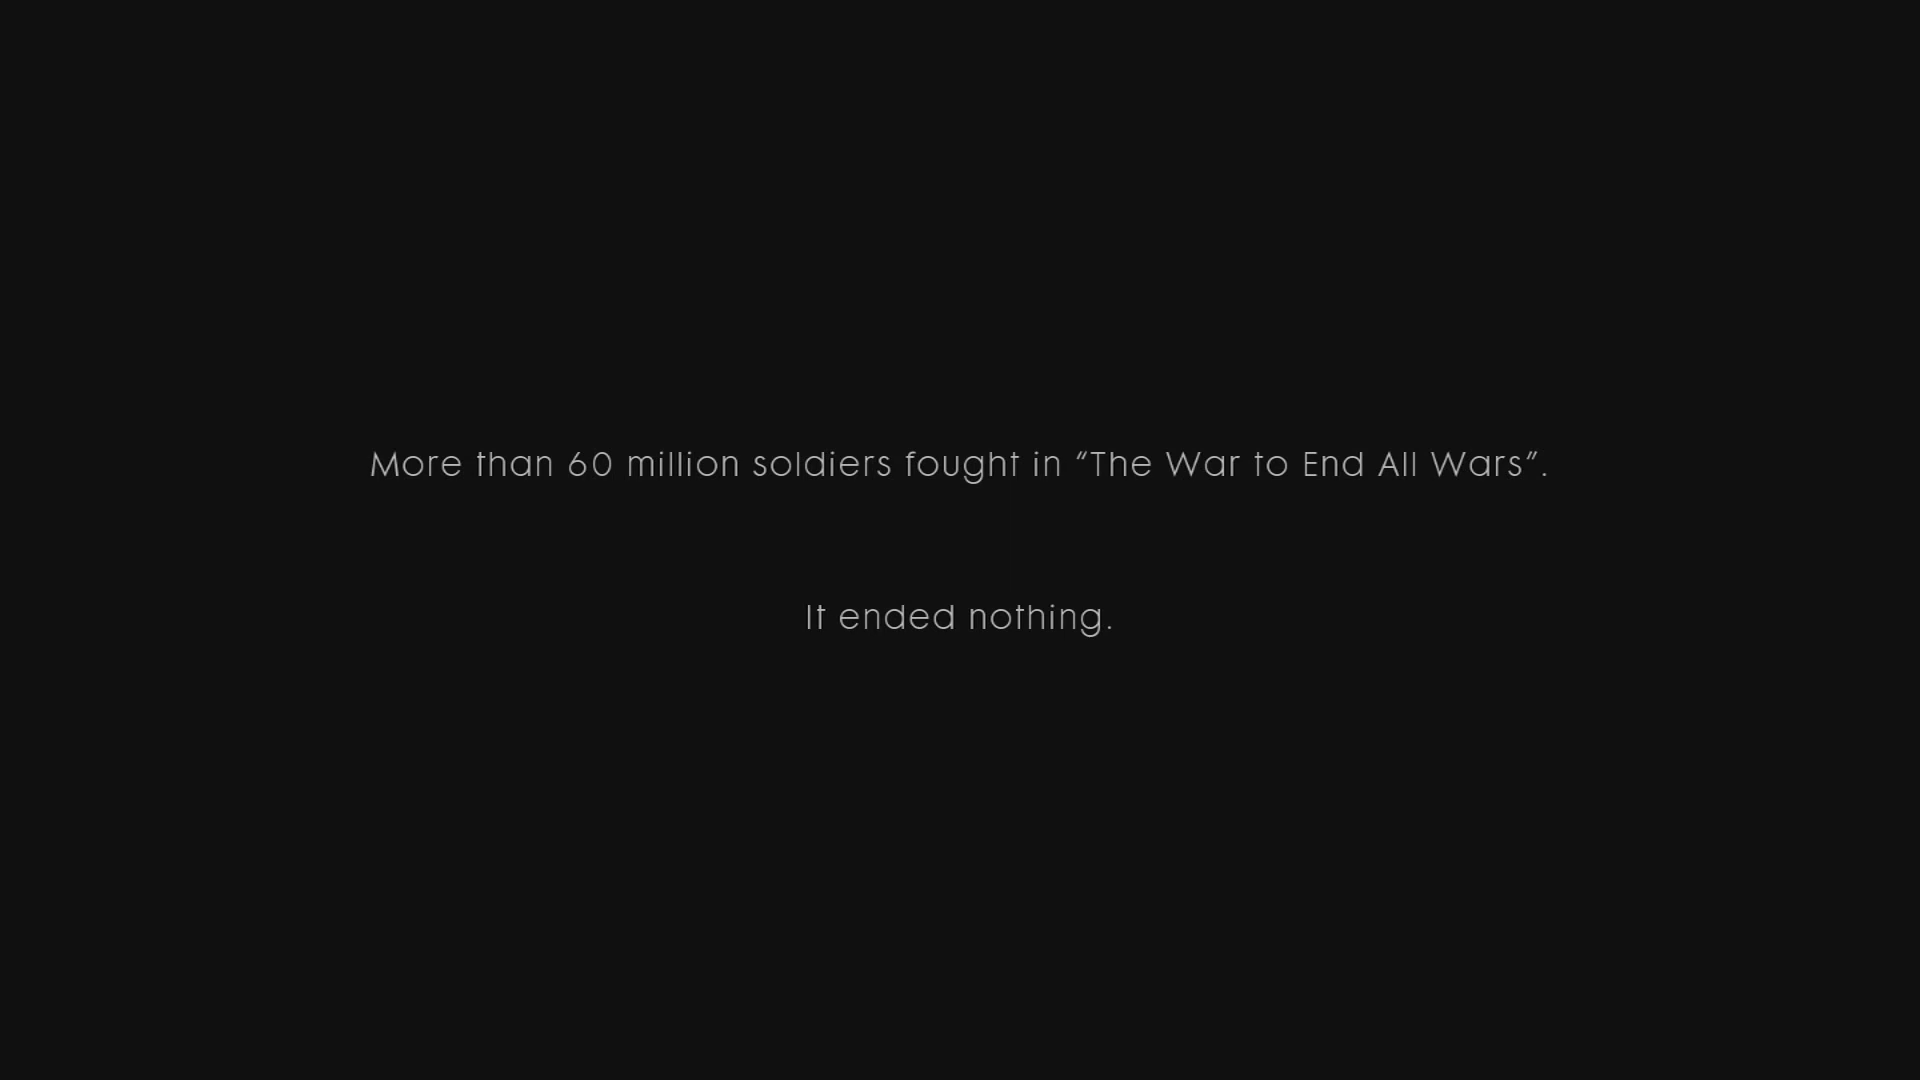 More than 60 million soldiers fought in “The War to End All Wars”.
It ended nothing.